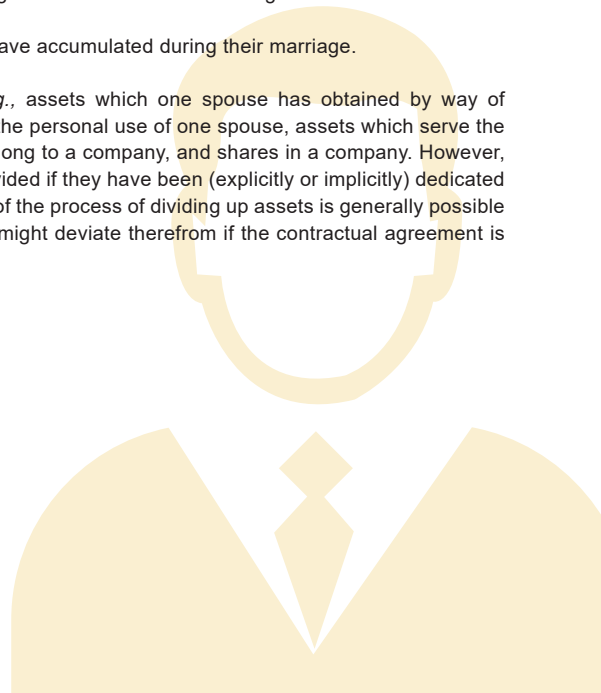 ave accumulated during their marriage.
g., assets which one spouse has obtained by way of
he personal use of one spouse, assets which serve the
ong to a company, and shares in a company. However,
vided if they have been (explicitly or implicitly) dedicated
of the process of dividing up assets is generally possible
might deviate therefrom if the contractual agreement is